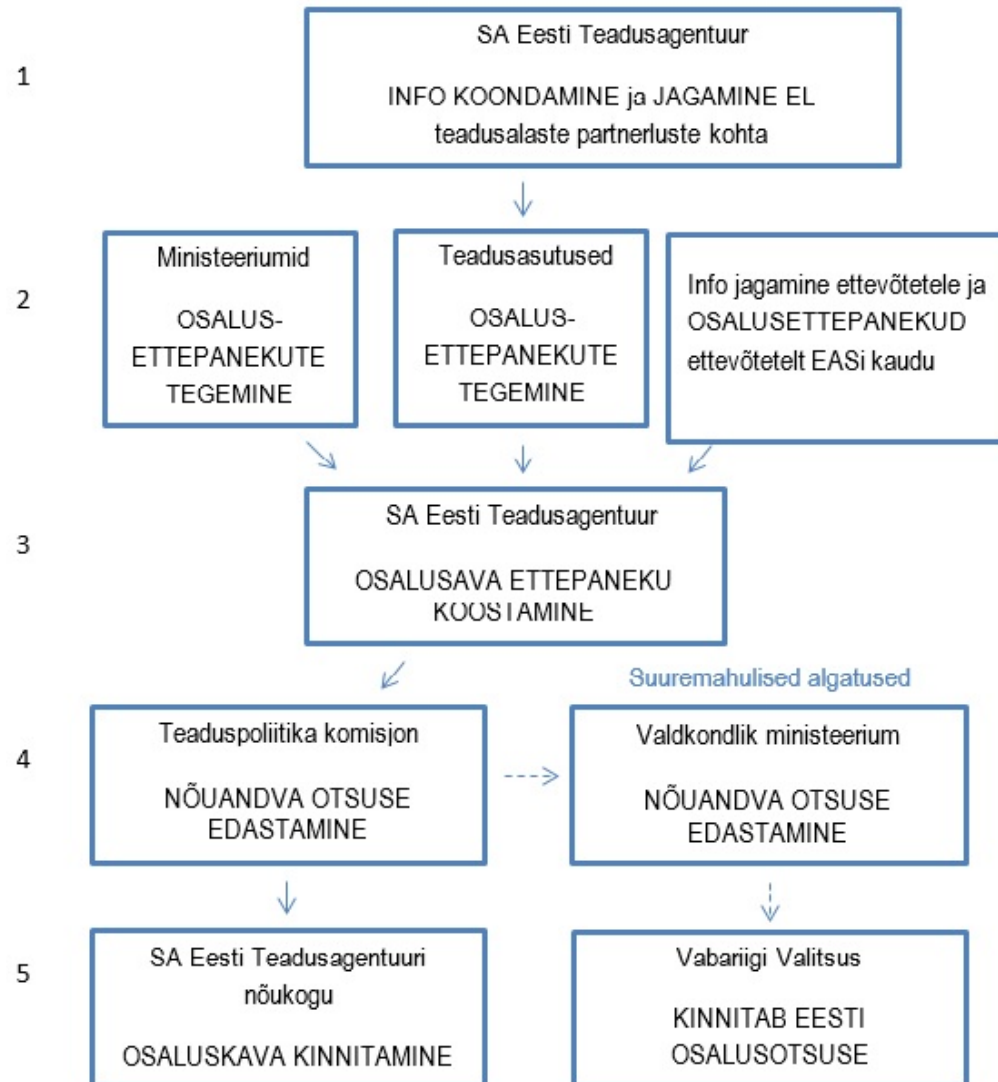 1
SA Eesti Teadusagentuur
INFO KOONDAMINE ja JAGAMINE EL
teadusalaste partnerluste kohta
2
Ministeeriumid
OSALUS-
ETTEPANEKUTE
TEGEMINE
Teadusasutused
OSALUS-
ETTEPANEKUTE
TEGEMINE
Info jagamine ettevõtetele ja
OSALUSETTEPANEKUD
ettevõtetelt EASi kaudu
3
SA Eesti Teadusagentuur
OSALUSAVA ETTEPANEKU
KOOSTAMINE
Suuremahulised algatused
4
Teaduspoliitika komisjon
NÕUANDVA OTSUSE
EDASTAMINE
Valdkondlik ministeerium
NÕUANDVA OTSUSE
EDASTAMINE
5
SA Eesti Teadusagentuuri
nõukogu
OSALUSKAVA KINNITAMINE
Vabariigi Valitsus
KINNITAB EESTI
OSALUSOTSUSE